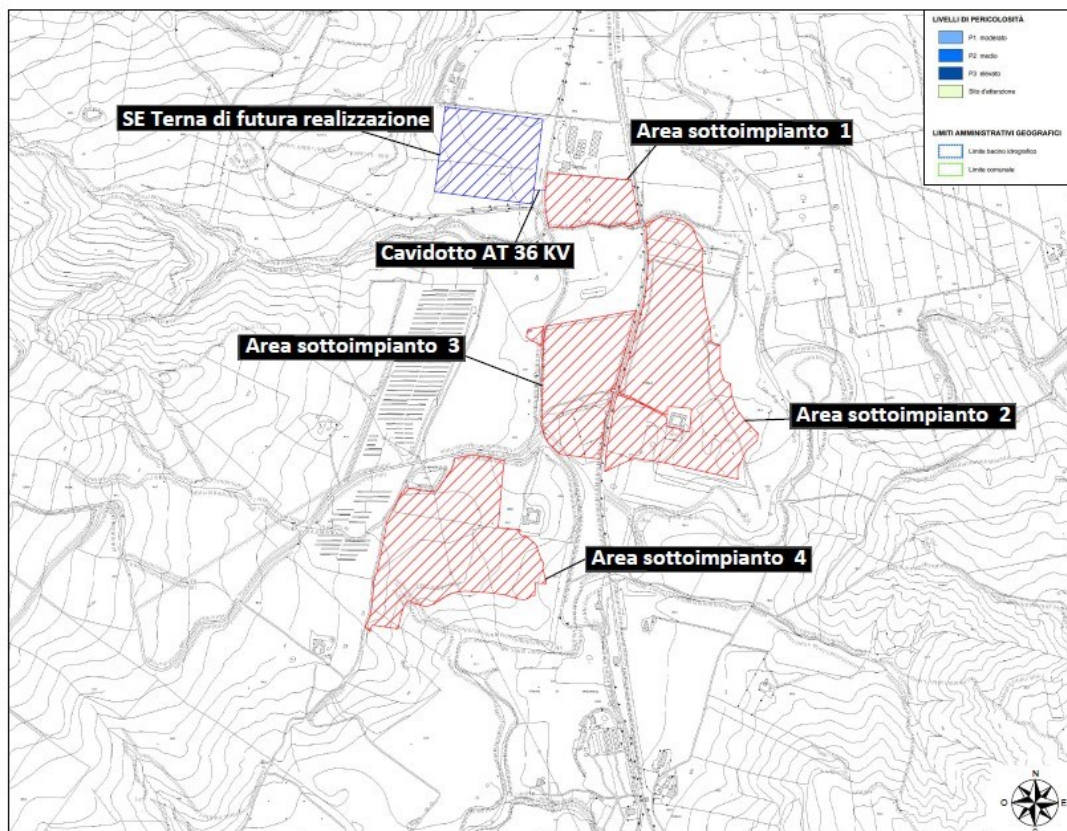 LIVELLI DI PERICOLOSITÀ
P1 moderato
P2 medio
P3 elevato
Sito d'attenzione
LIMITI AMMINISTRATIVI GEOGRAFICI
Limite bacino idrografico
Limite comunale
SE Terna di futura realizzazione
Area sottoimpianto 1
Cavidotto AT 36 KV
Area sottoimpianto 3
Area sottoimpianto 2
Area sottoimpianto 4
N
O
E
S